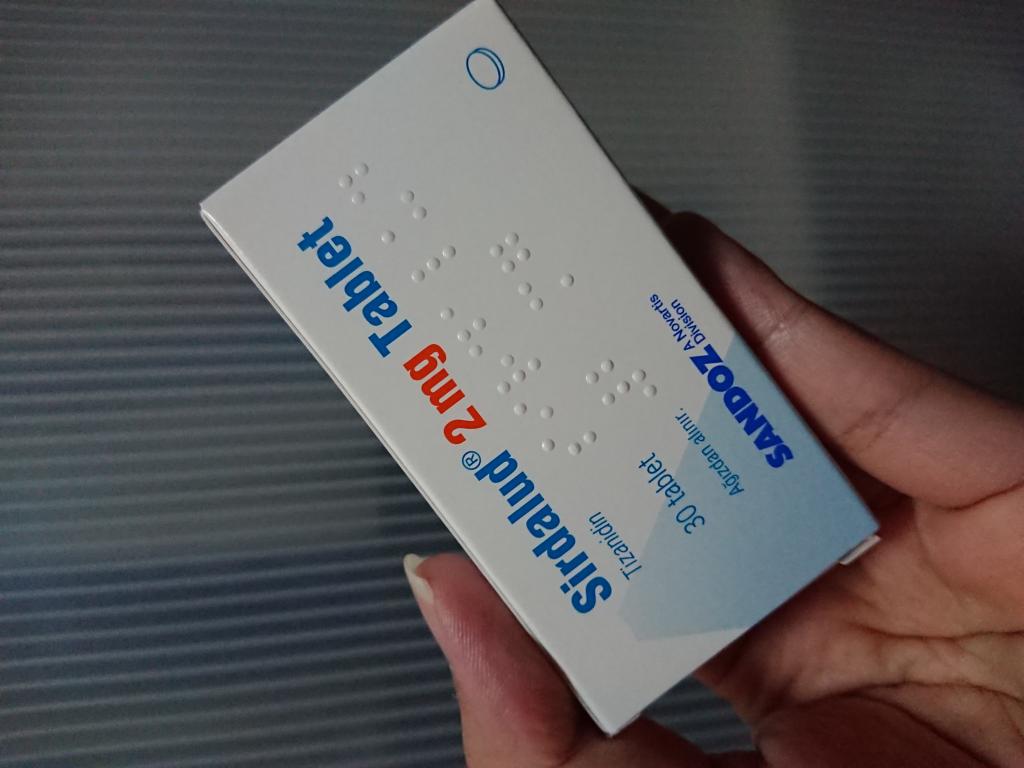 Sirdalud® 2 mg Tablet
Tizanidin
30 tablet
Ağızdan alınır.
SANDOZ A Novartis
Division